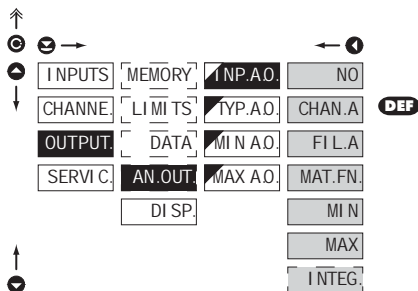 INPUTS MEMORY INP.A.O. NO
CHANNE. LIMITS TYP.A.O. CHAN.A DEF
OUTPUT. DATA MIN A.O. FIL.A
SERVIC. AN.OUT. MAX A.O. MAT.FN.
DISP. MIN
MAX
INTEG.